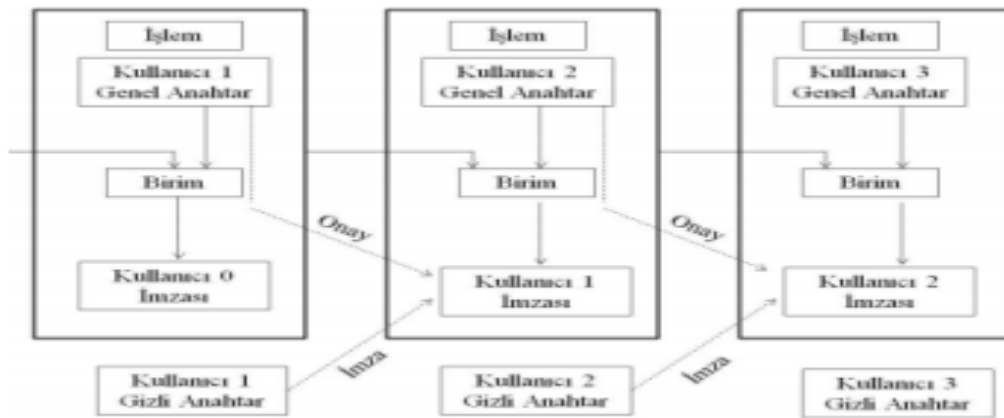 İşlem
Kullanıcı 1
Genel Anahtar
Birim
Kullanıcı 0
İmzası
İşlem
Kullanıcı 2
Genel Anahtar
Birim
Kullanıcı 1
İmzası
İşlem
Kullanıcı 3
Genel Anahtar
Birim
Kullanıcı 2
İmzası
Onay
Onay
İmza
İmza
Kullanıcı 1
Gizli Anahtar
Kullanıcı 2
Gizli Anahtar
Kullanıcı 3
Gizli Anahtar